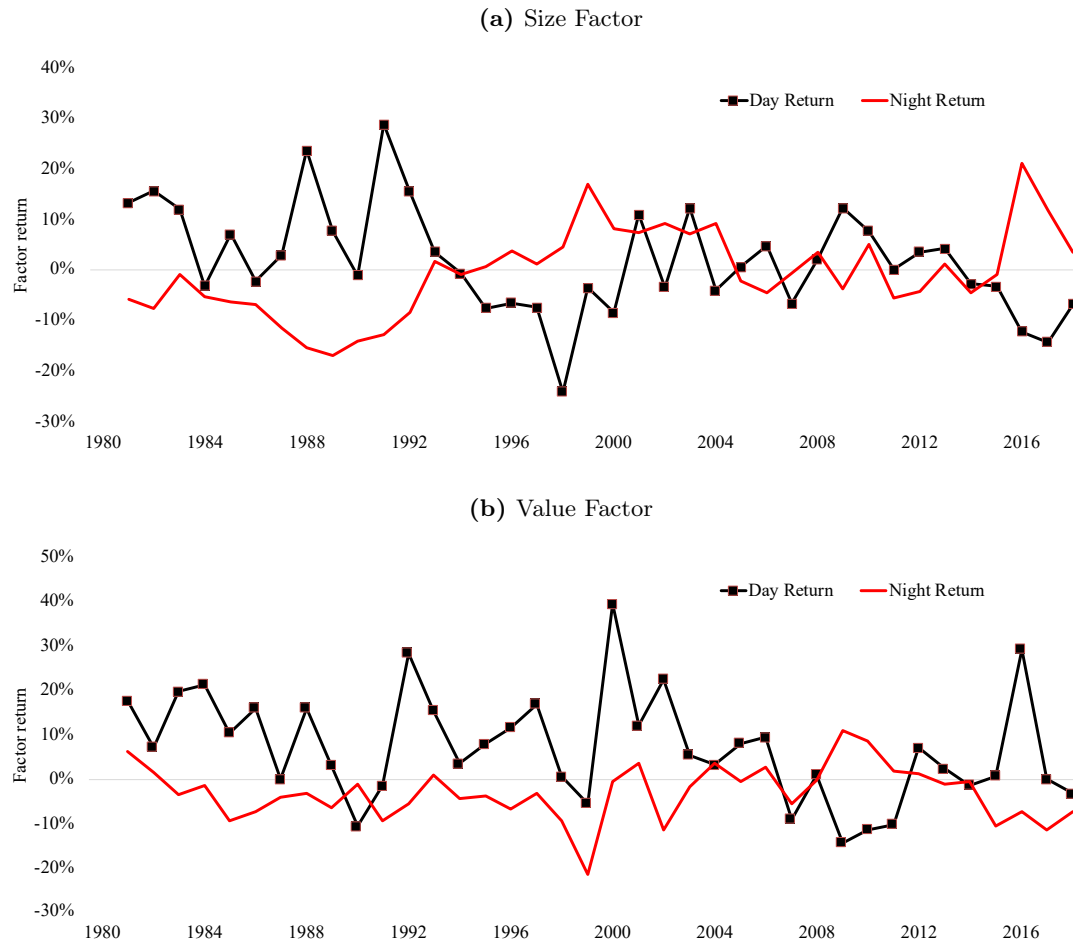 (a) Size Factor
40%
Day Return Night Return
30%
20%
10%
Factor return
0%
-10%
-20%
-30%
1980 1984 1988 1992 1996 2000 2004 2008 2012 2016
(b) Value Factor
50%
Day Return Night Return
40%
30%
20%
10%
Factor return
0%
-10%
-20%
-30%
1980 1984 1988 1992 1996 2000 2004 2008 2012 2016